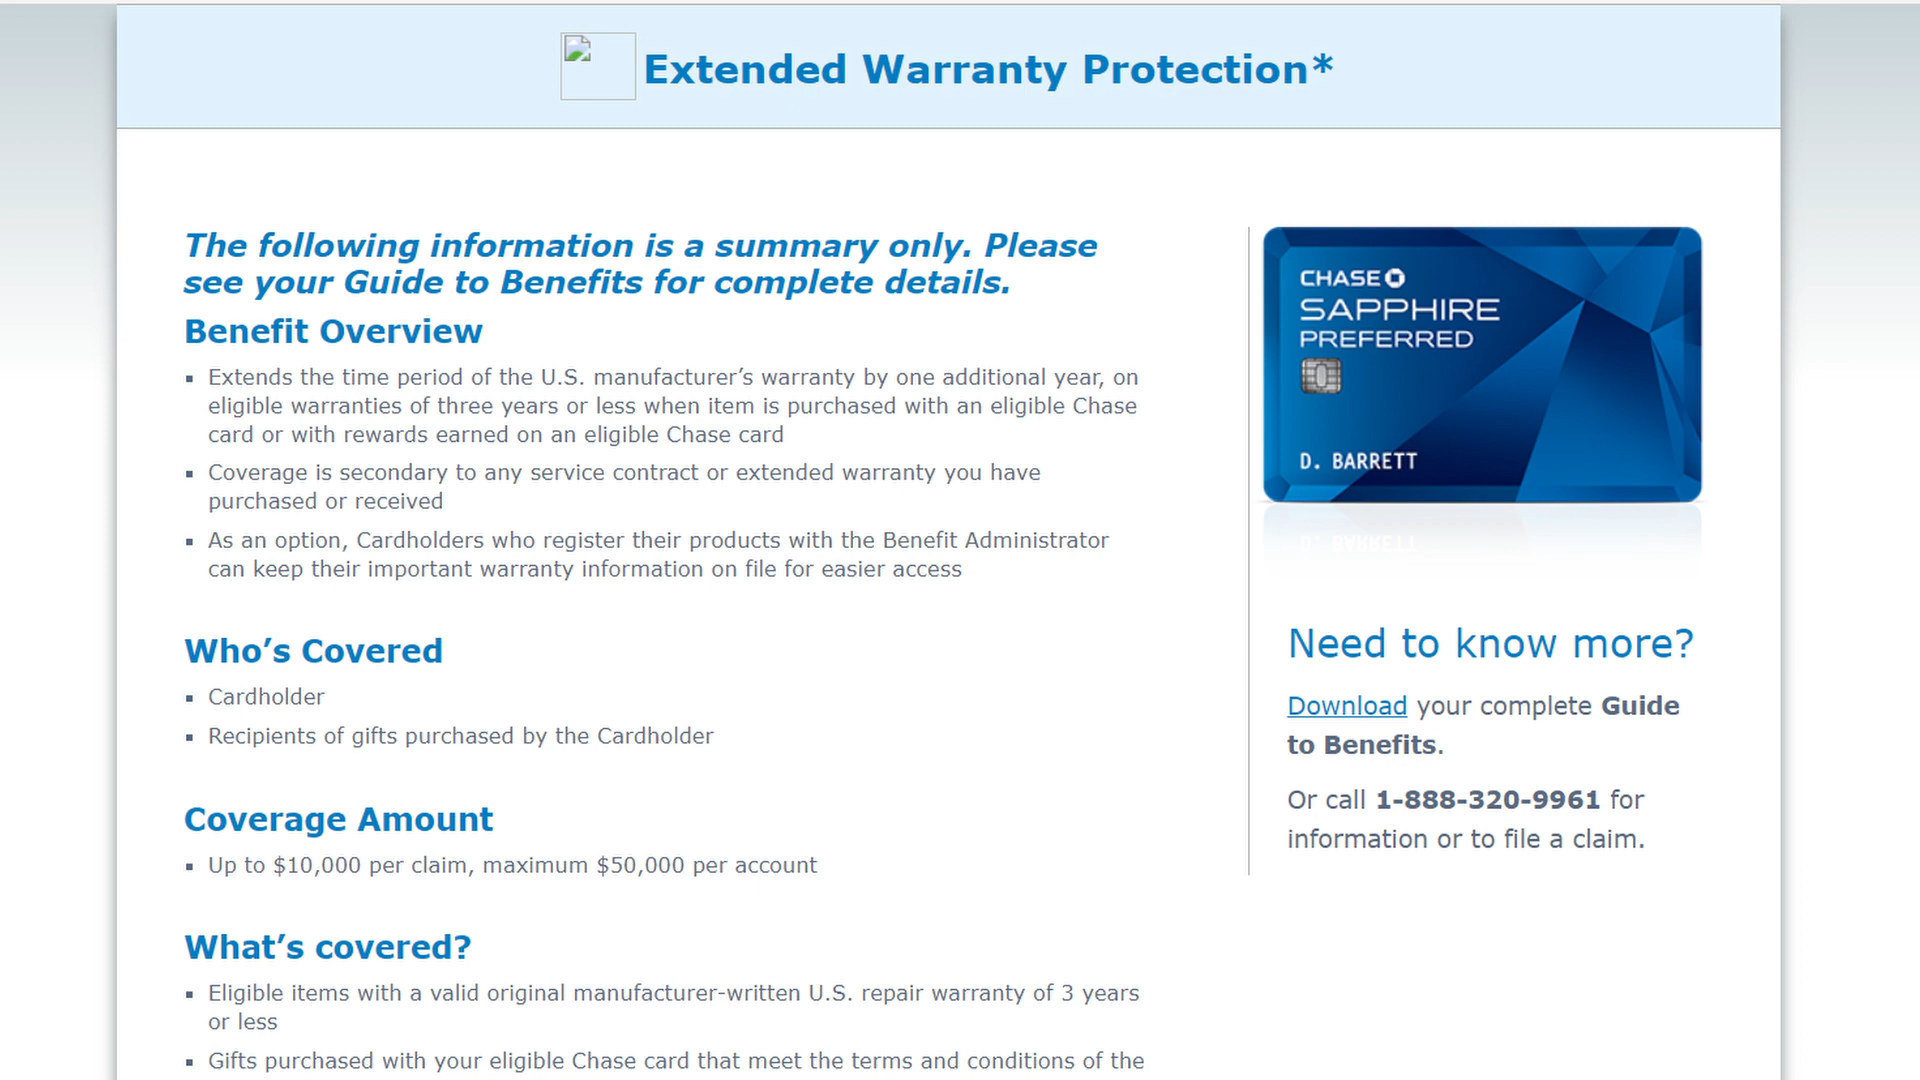 Extended Warranty Protection*
The following information is a summary only. Please
see your Guide to Benefits for complete details.
Benefit Overview
▪ Extends the time period of the U.S. manufacturer’s warranty by one additional year, on
eligible warranties of three years or less when item is purchased with an eligible Chase
card or with rewards earned on an eligible Chase card
▪ Coverage is secondary to any service contract or extended warranty you have
purchased or received
▪ As an option, Cardholders who register their products with the Benefit Administrator
can keep their important warranty information on file for easier access
Who’s Covered
▪ Cardholder
▪ Recipients of gifts purchased by the Cardholder
Coverage Amount
▪ Up to $10,000 per claim, maximum $50,000 per account
What’s covered?
▪ Eligible items with a valid original manufacturer-written U.S. repair warranty of 3 years
or less
▪ Gifts purchased with your eligible Chase card that meet the terms and conditions of the
CHASE
SAPPHIRE
PREFERRED
D. BARRETT
D. BARRETT
Need to know more?
Download your complete Guide
to Benefits.
Or call 1-888-320-9961 for
information or to file a claim.